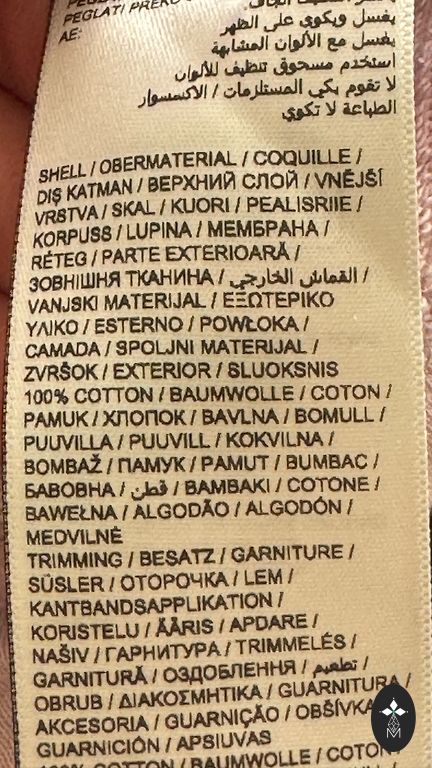 PEGLATI PREKO
AE:
يغسل ويكوى على الظهر
يغسل مع الألوان المشابهة
استخدم مسحوق تنظيف للألوان
لا تقوم بكي المستلزمات / الاكسسوار
الطباعة لا تكوي
SHELL / OBERMATERIAL / COQUILLE /
DIŞ KATMAN / ВЕРХНИЙ СЛОЙ / VNĚJŠÍ
VRSTVA / SKAL / KUORI / PEALISRIIE /
KORPUSS / LUPINA / МЕМБРАНА /
RÉTEG / PARTE EXTERIOARĂ /
ЗОВНІШНЯ ТКАНИНА / القماش الخارجي /
VANJSKI MATERIJAL / ΕΞΩΤΕΡΙΚΟ
ΥΛΙΚΟ / ESTERNO / POWŁOKA /
CAMADA / SPOLJNI MATERIJAL /
ZVRŠOK / EXTERIOR / SLUOKSNIS
100% COTTON / BAUMWOLLE / COTON /
PAMUK / ХЛОПОК / BAVLNA / BOMULL /
PUUVILLA / PUUVILL / KOKVILNA /
BOMBAŽ / ПАМУК / PAMUT / BUMBAC /
БАВОВНА / قطن / BAMBAKI / COTONE /
BAWEŁNA / ALGODÃO / ALGODÓN /
MEDVILNĖ
TRIMMING / BESATZ / GARNITURE /
SÜSLER / ОТОРОЧКА / LEM /
KANTBANDSAPPLIKATION /
KORISTELU / ÄÄRIS / APDARE /
NAŠIV / ГАРНИТУРА / TRIMMELÉS /
GARNITURĂ / ОЗДОБЛЕННЯ / تطعيم /
OBRUB / ΔΙΑΚΟΣΜΗΤΙΚΑ / GUARNITURA /
AKCESORIA / GUARNIÇÃO / OBŠÍVKA
GUARNICIÓN / APSIUVAS
100% COTTON / BAUMWOLLE / COTON